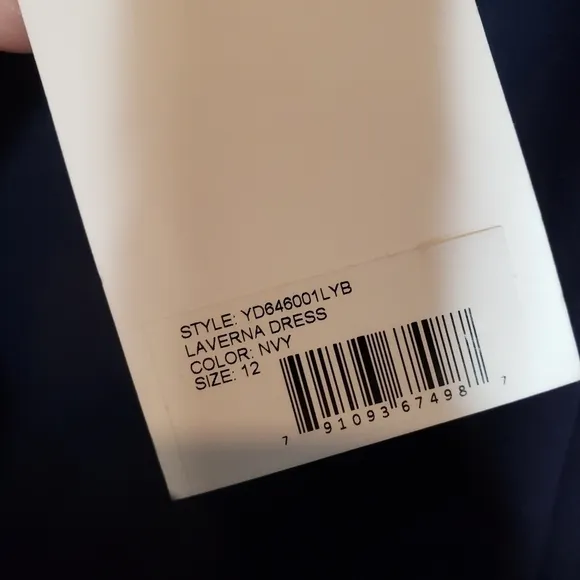 STYLE: YD646001LYB
LAVERNA DRESS
COLOR: NVY
SIZE: 12
7 91093 67498 7